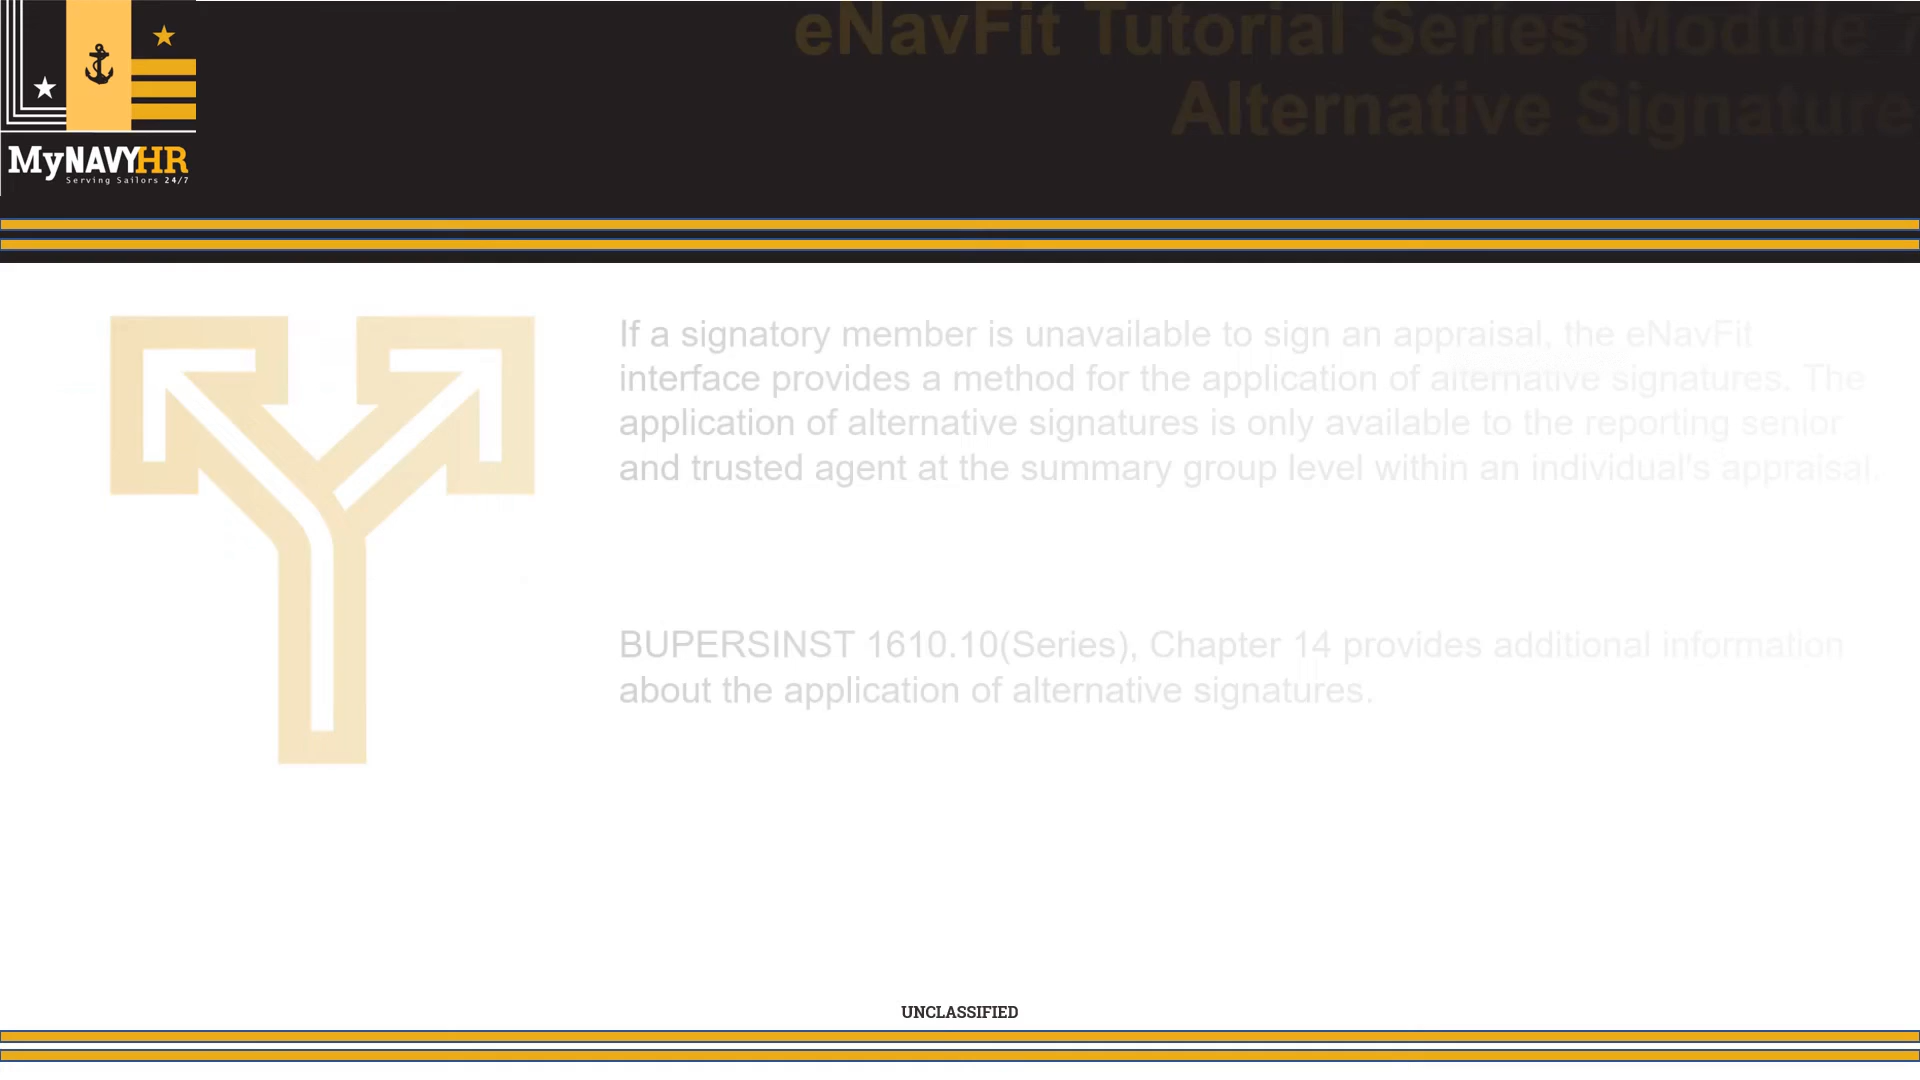 eNavFit Tutorial Series Module 7
Alternative Signature
MyNAVYHR
Serving Sailors 24/7
If a signatory member is unavailable to sign an appraisal, the eNavFit
interface provides a method for the application of alternative signatures. The
application of alternative signatures is only available to the reporting senior
and trusted agent at the summary group level within an individual's appraisal.
BUPERSINST 1610.10(Series), Chapter 14 provides additional information
about the application of alternative signatures.
UNCLASSIFIED